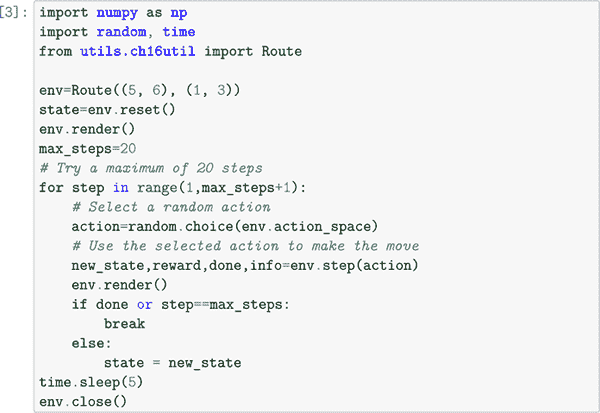 [3]: import numpy as np
import random, time
from utils.ch16util import Route

env=Route((5, 6), (1, 3))
state=env.reset()
env.render()
max_steps=20
# Try a maximum of 20 steps
for step in range(1,max_steps+1):
    # Select a random action
    action=random.choice(env.action_space)
    # Use the selected action to make the move
    new_state,reward,done,info=env.step(action)
    env.render()
    if done or step==max_steps:
        break
    else:
        state = new_state
time.sleep(5)
env.close()